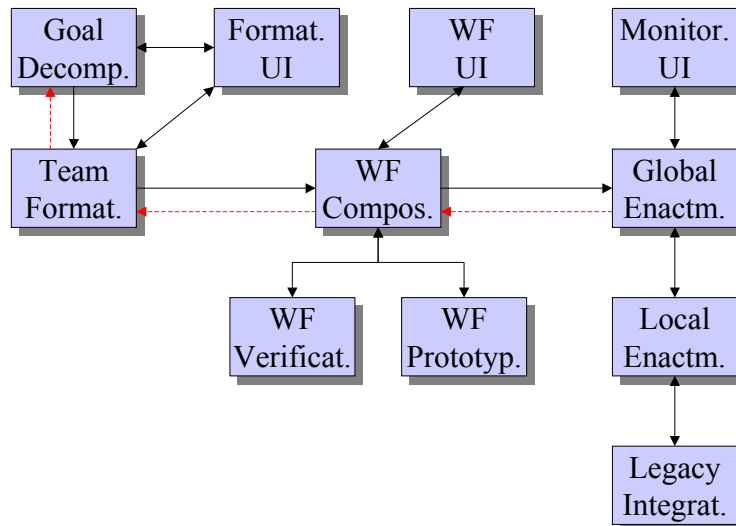 Goal
Decomp.
Format.
UI
WF
UI
Monitor.
UI
Team
Format.
WF
Compos.
Global
Enactm.
WF
Verificat.
WF
Prototyp.
Local
Enactm.
Legacy
Integrat.